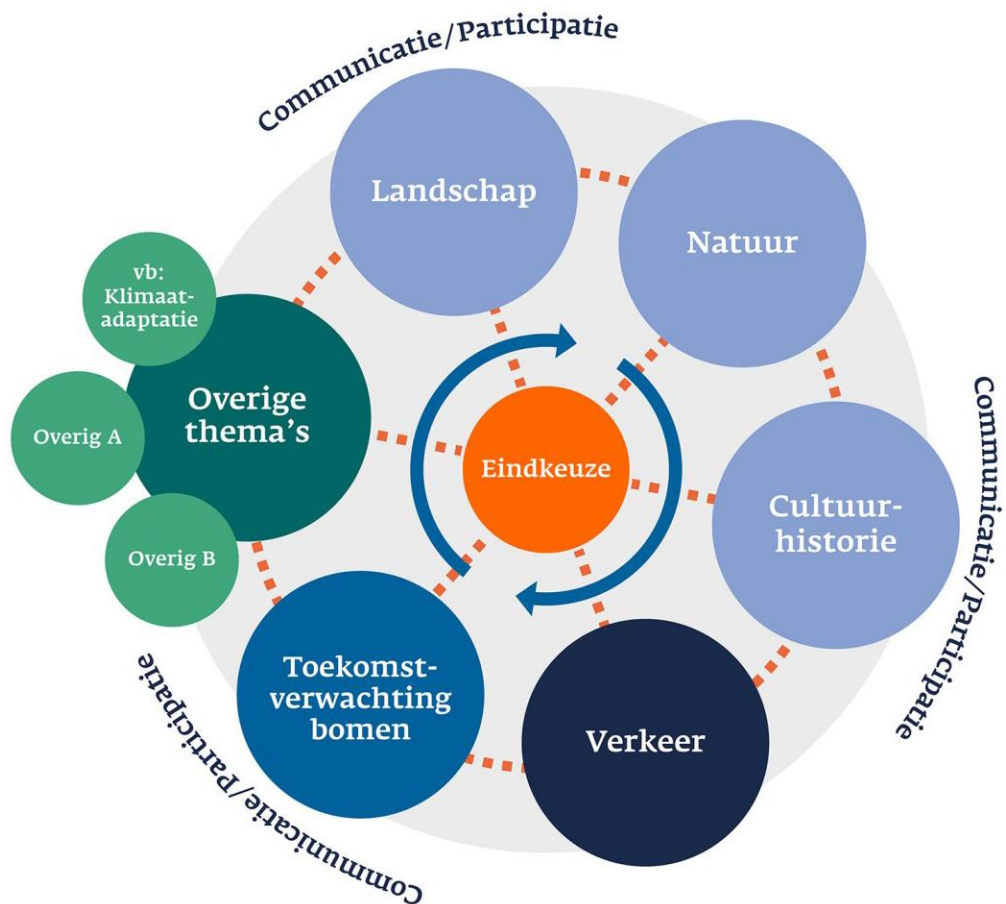 Communicatie/Participatie
Landschap
Natuur
vb:
Klimaat-
adaptatie
Overige
thema's
Overig A
Overig B
Eindkeuze
Cultuur-
historie
Communicatie/Participatie
Toekomst-
verwachting
bomen
Verkeer
Communicatie/Participatie